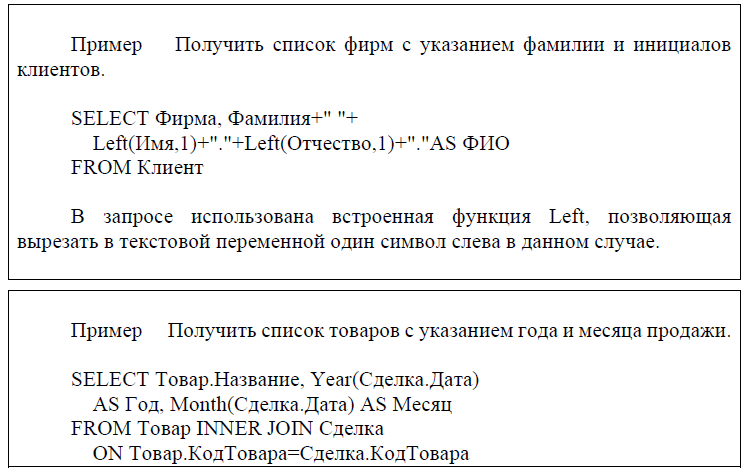 Пример Получить список фирм с указанием фамилии и инициалов
клиентов.
SELECT Фирма, Фамилия+" "+
Left(Имя,1)+"."+Left(Отчество,1)+"."AS ФИО
FROM Клиент
В запросе использована встроенная функция Left, позволяющая
вырезать в текстовой переменной один символ слева в данном случае.
Пример Получить список товаров с указанием года и месяца продажи.
SELECT Товар.Название, Year(Сделка.Дата)
AS Год, Month(Сделка.Дата) AS Месяц
FROM Товар INNER JOIN Сделка
ON Товар.КодТовара=Сделка.КодТовара